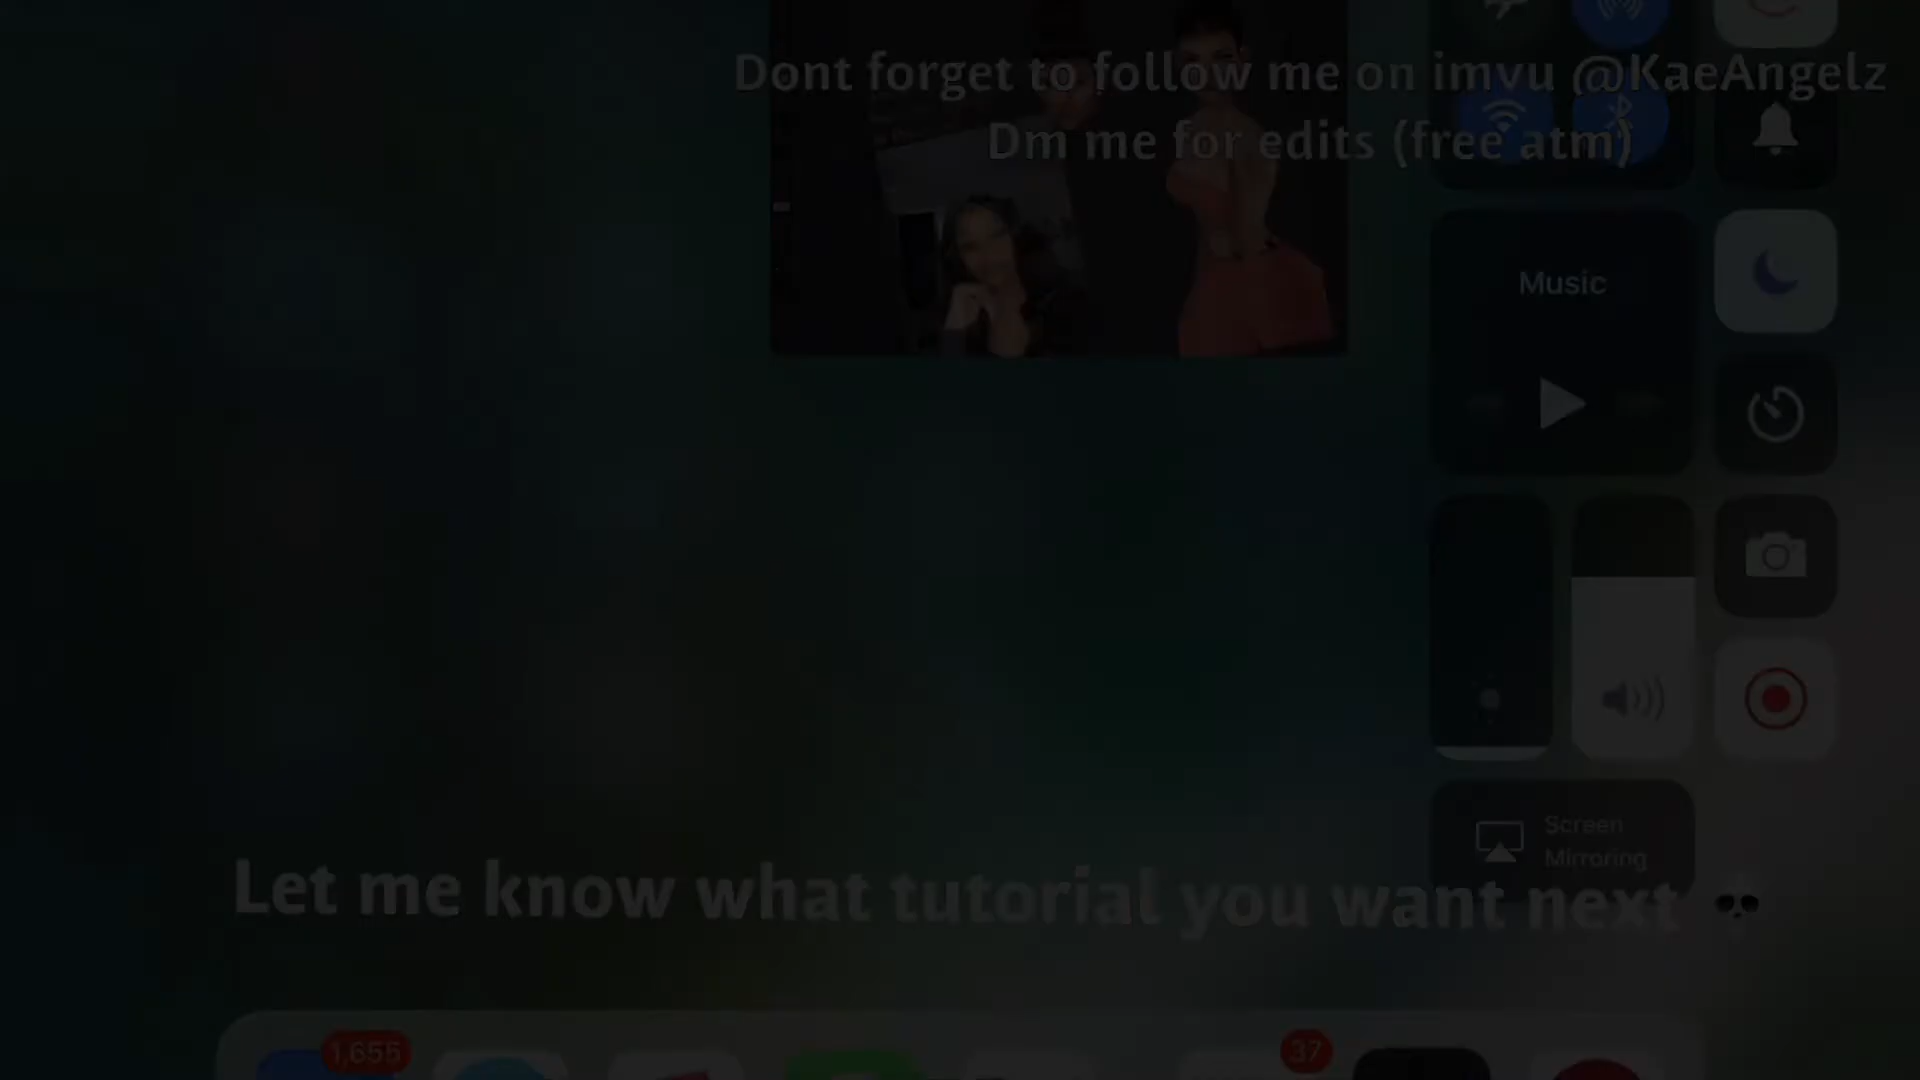 Dont forget to follow me on imvu @KaeAngelz
Dm me for edits (free atm)
Music
Screen
Mirroring
Let me know what tutorial you want next
1,655
37